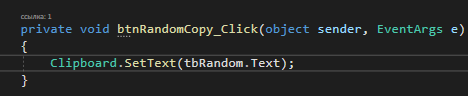 ссылка: 1
private void btnRandomCopy_Click(object sender, EventArgs e)
{
    Clipboard.SetText(tbRandom.Text);
}